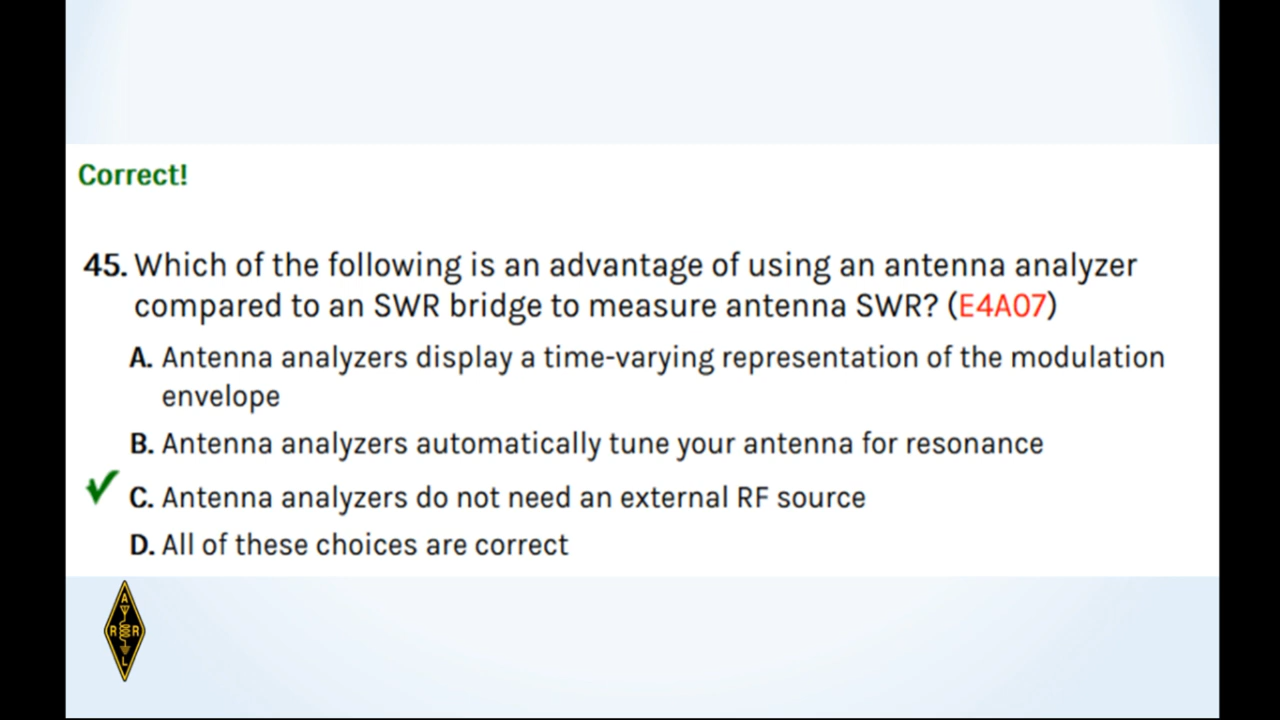 Correct!
45. Which of the following is an advantage of using an antenna analyzer
compared to an SWR bridge to measure antenna SWR? (E4A07)
A. Antenna analyzers display a time-varying representation of the modulation
envelope
B. Antenna analyzers automatically tune your antenna for resonance
C. Antenna analyzers do not need an external RF source
D. All of these choices are correct
A
R R
L